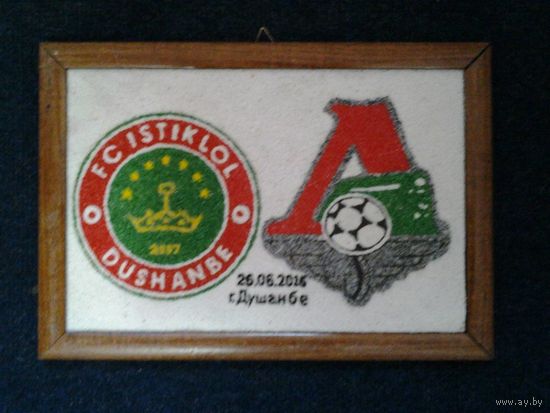 FC ISTIKLOL
2007
DUSHANBE
26.06.2016
г.Душанбе
www.ay.by